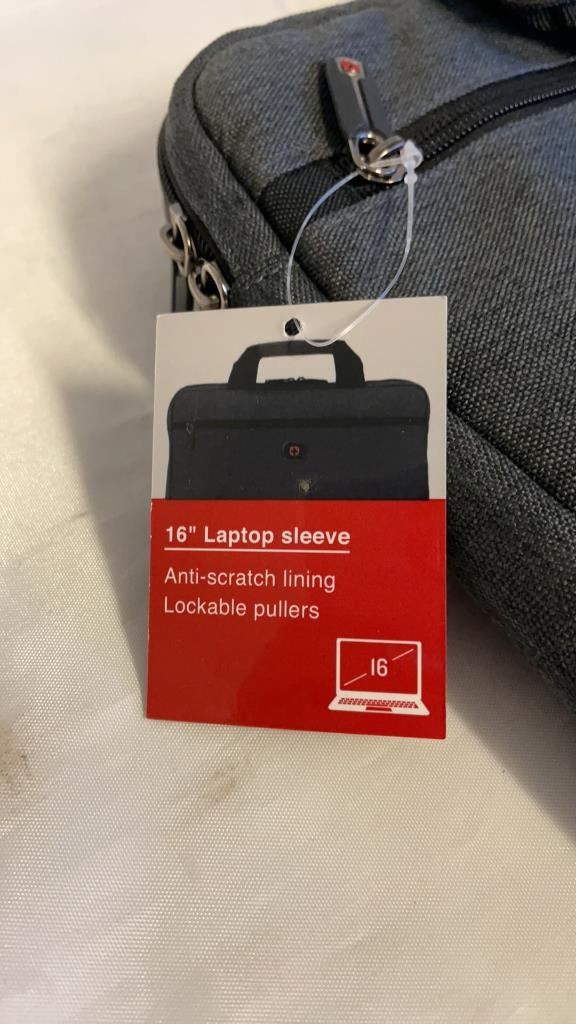 16" Laptop sleeve
Anti-scratch lining
Lockable pullers
16